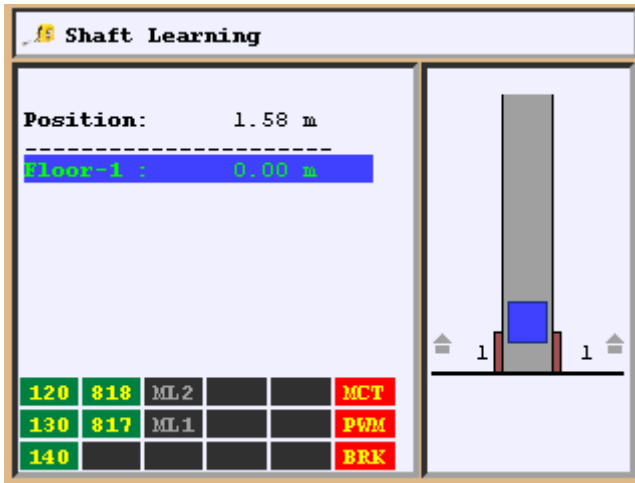 Shaft Learning
Position: 1.58 m
----------------------
Floor-1 : 0.00 m
1 1
120 818 ML2 MCT
130 817 ML1 PWM
140 BRK